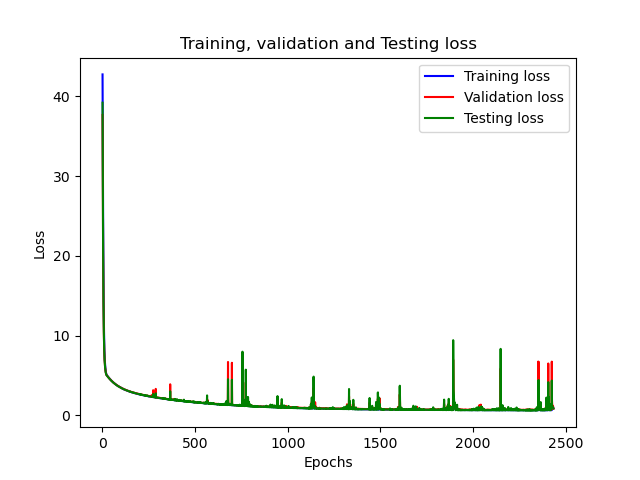 Training, validation and Testing loss
Training loss
Validation loss
Testing loss
40
30
20
10
0
Loss
0
500
1000
1500
2000
2500
Epochs